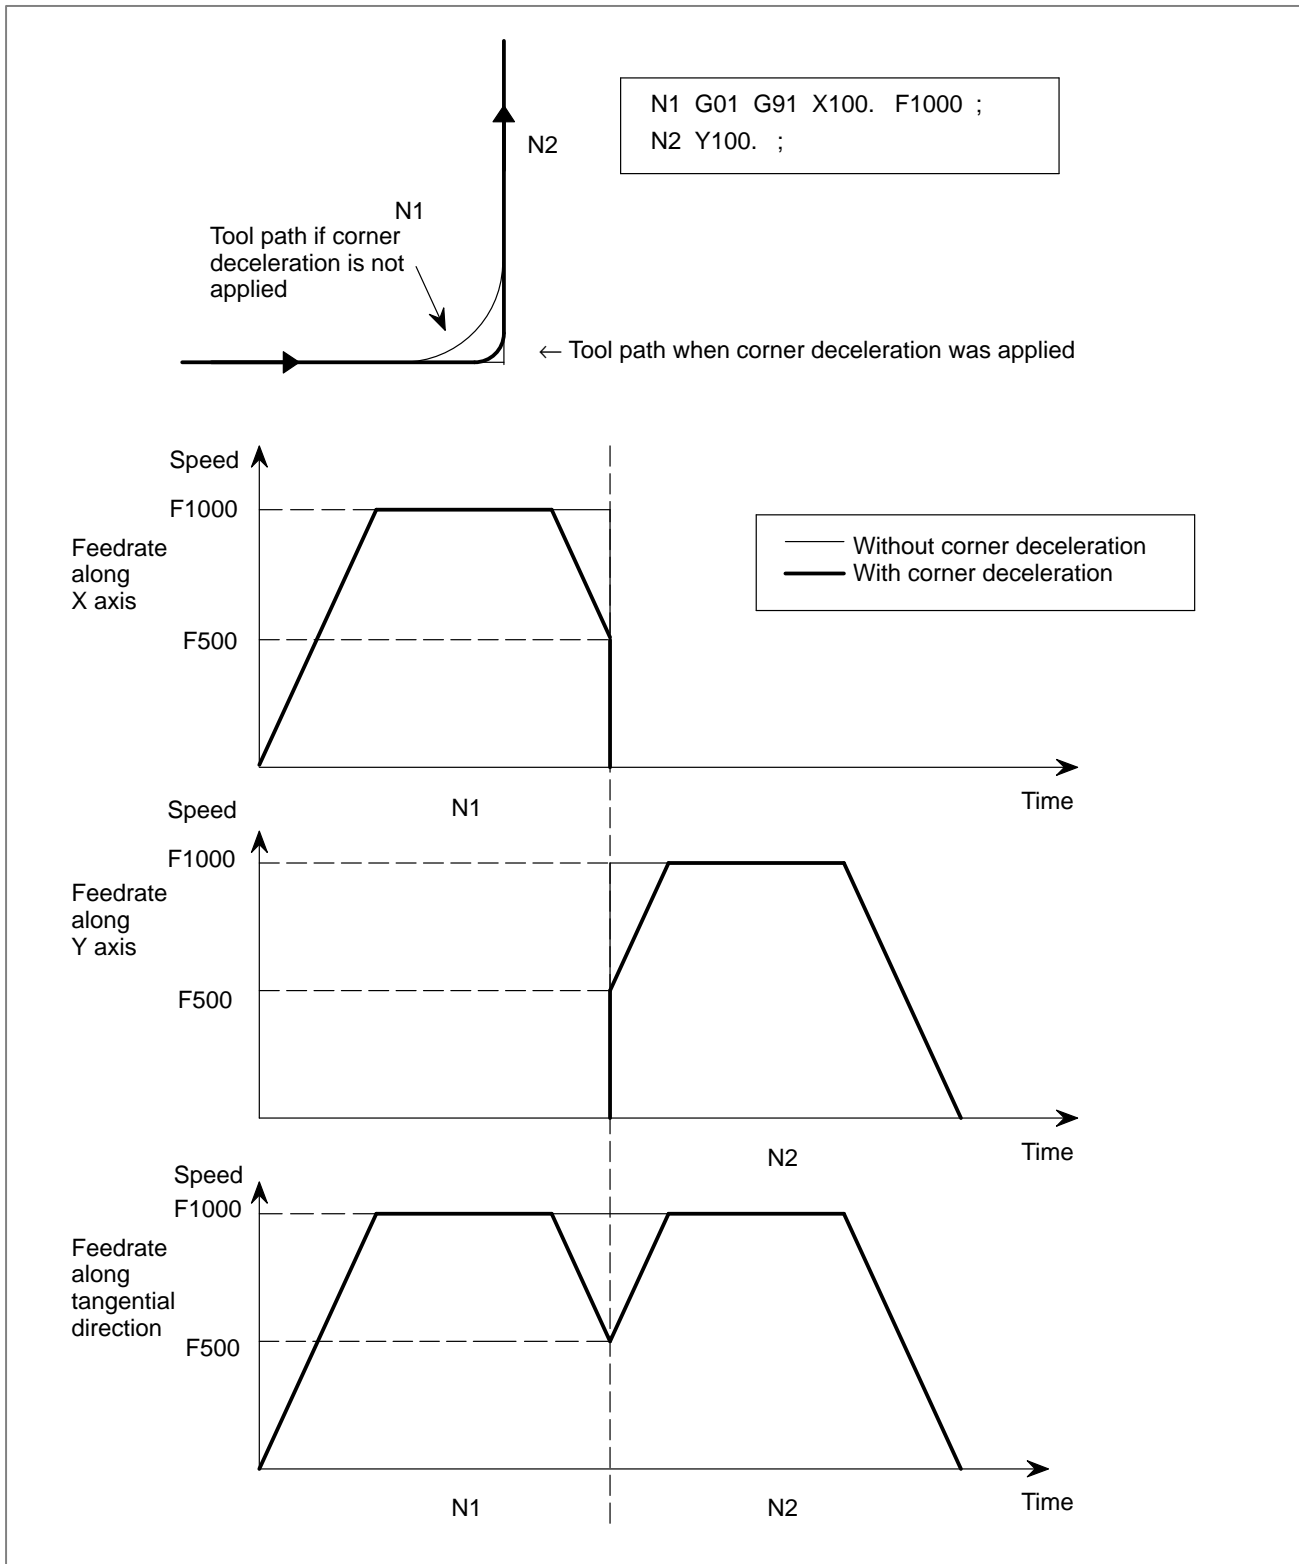 N1 G01 G91 X100. F1000 ;
N2 Y100. ;
N2
N1
Tool path if corner
deceleration is not
applied
← Tool path when corner deceleration was applied
Speed
F1000
Feedrate
along
X axis
F500
Without corner deceleration
With corner deceleration
N1
Time
Speed
F1000
Feedrate
along
Y axis
F500
N2
Time
Speed
F1000
Feedrate
along
tangential
direction
F500
N1
N2
Time